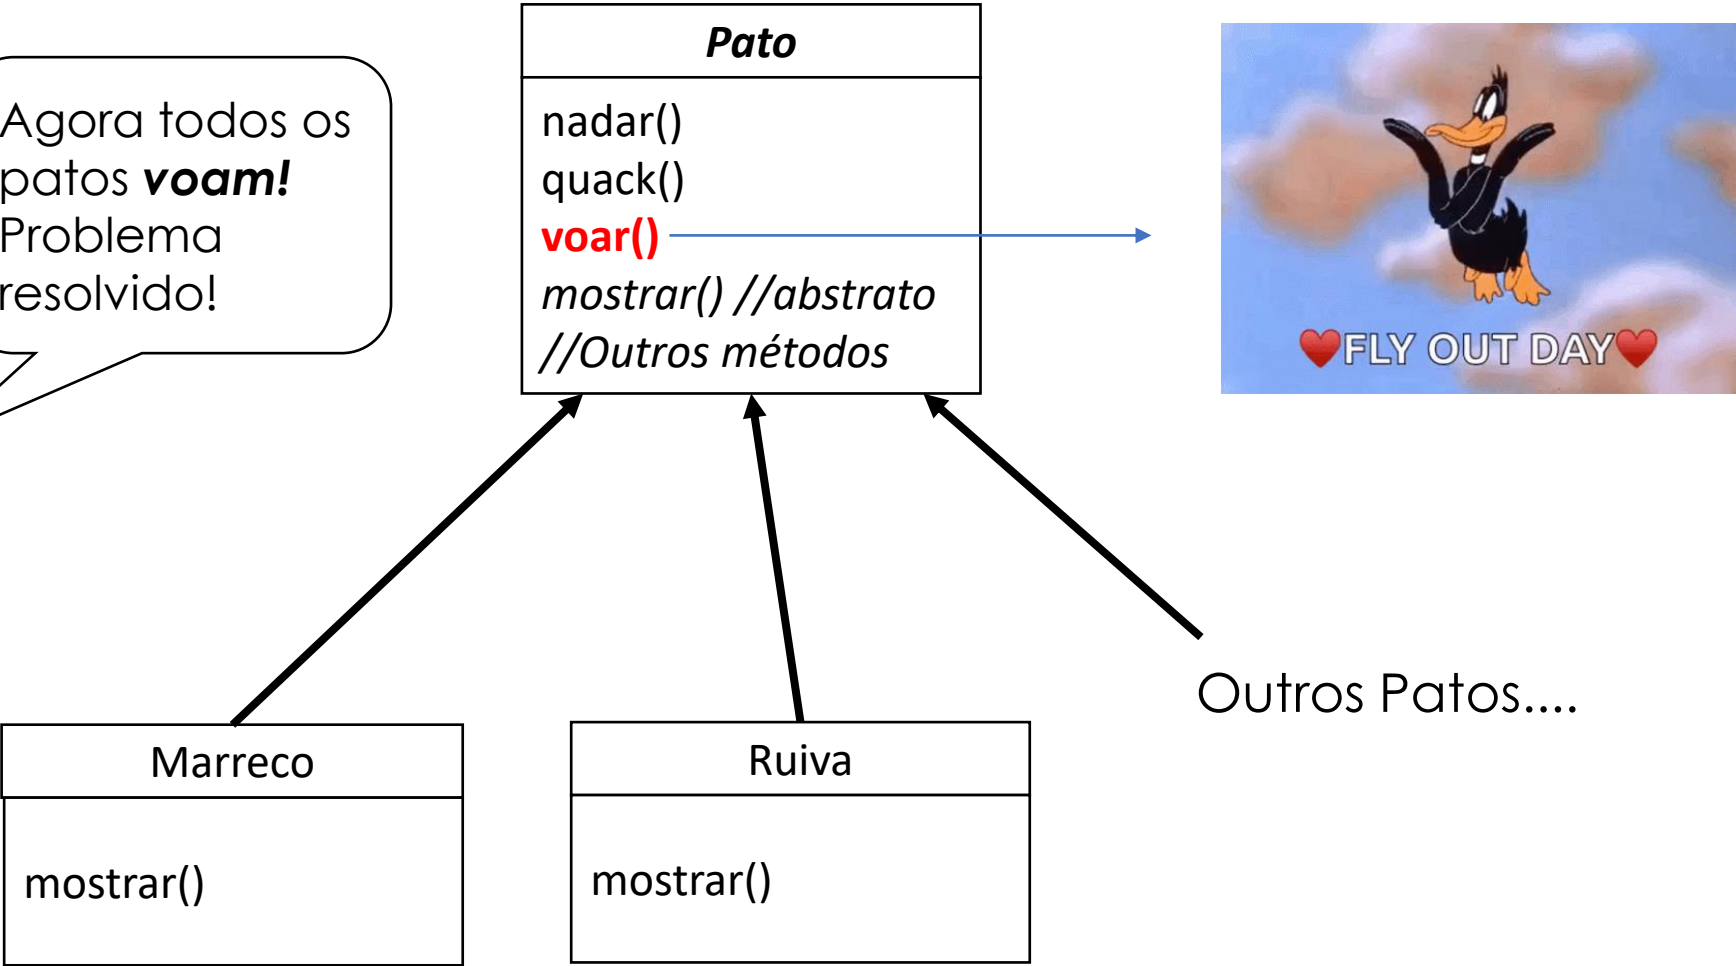 Agora todos os
patos voam!
Problema
resolvido!
Pato
nadar()
quack()
voar()
mostrar() //abstrato
//Outros métodos
♥FLY OUT DAY♥
Outros Patos....
Marreco
mostrar()
Ruiva
mostrar()